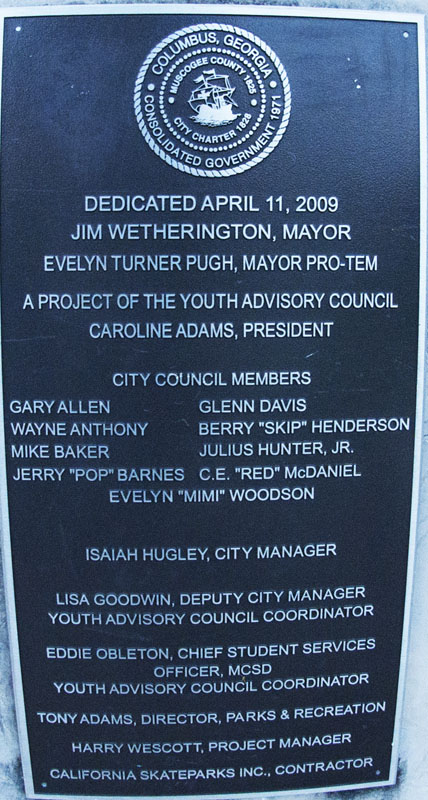 COLUMBUS, GEORGIA
CONSOLIDATED GOVERNMENT 1971
MUSCOGEE COUNTY 1826
CITY CHARTER 1828
DEDICATED APRIL 11, 2009
JIM WETHERINGTON, MAYOR
EVELYN TURNER PUGH, MAYOR PRO-TEM
A PROJECT OF THE YOUTH ADVISORY COUNCIL
CAROLINE ADAMS, PRESIDENT
CITY COUNCIL MEMBERS
GARY ALLEN GLENN DAVIS
WAYNE ANTHONY BERRY "SKIP" HENDERSON
MIKE BAKER JULIUS HUNTER, JR.
JERRY "POP" BARNES C.E. "RED" McDANIEL
EVELYN "MIMI" WOODSON
ISAIAH HUGLEY, CITY MANAGER
LISA GOODWIN, DEPUTY CITY MANAGER
YOUTH ADVISORY COUNCIL COORDINATOR
EDDIE OBLETON, CHIEF STUDENT SERVICES
OFFICER, MCSD
YOUTH ADVISORY COUNCIL COORDINATOR
TONY ADAMS, DIRECTOR, PARKS & RECREATION
HARRY WESCOTT, PROJECT MANAGER
CALIFORNIA SKATEPARKS INC., CONTRACTOR